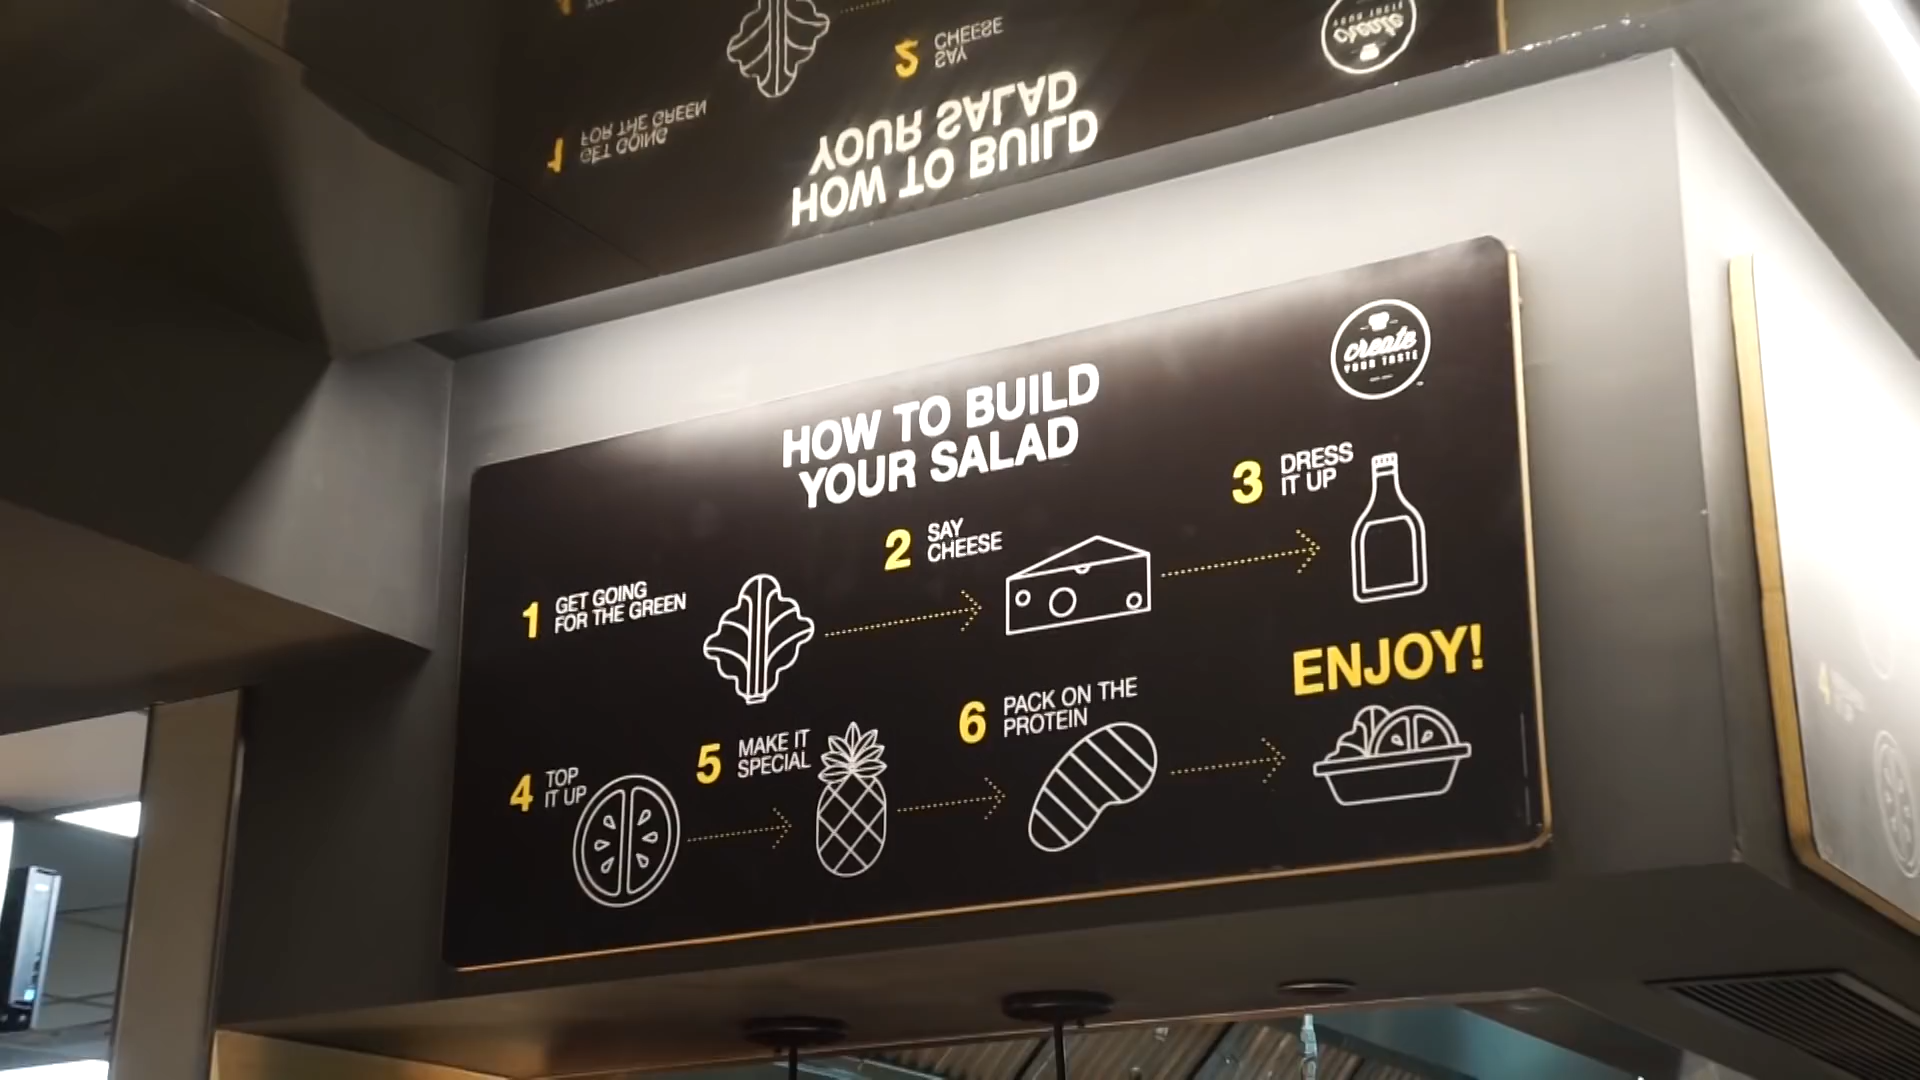 HOW TO BUILD
YOUR SALAD
create
YOUR TASTE
1 GET GOING
FOR THE GREEN
2 SAY
CHEESE
3 DRESS
IT UP
4 TOP
IT UP
5 MAKE IT
SPECIAL
6 PACK ON THE
PROTEIN
ENJOY!